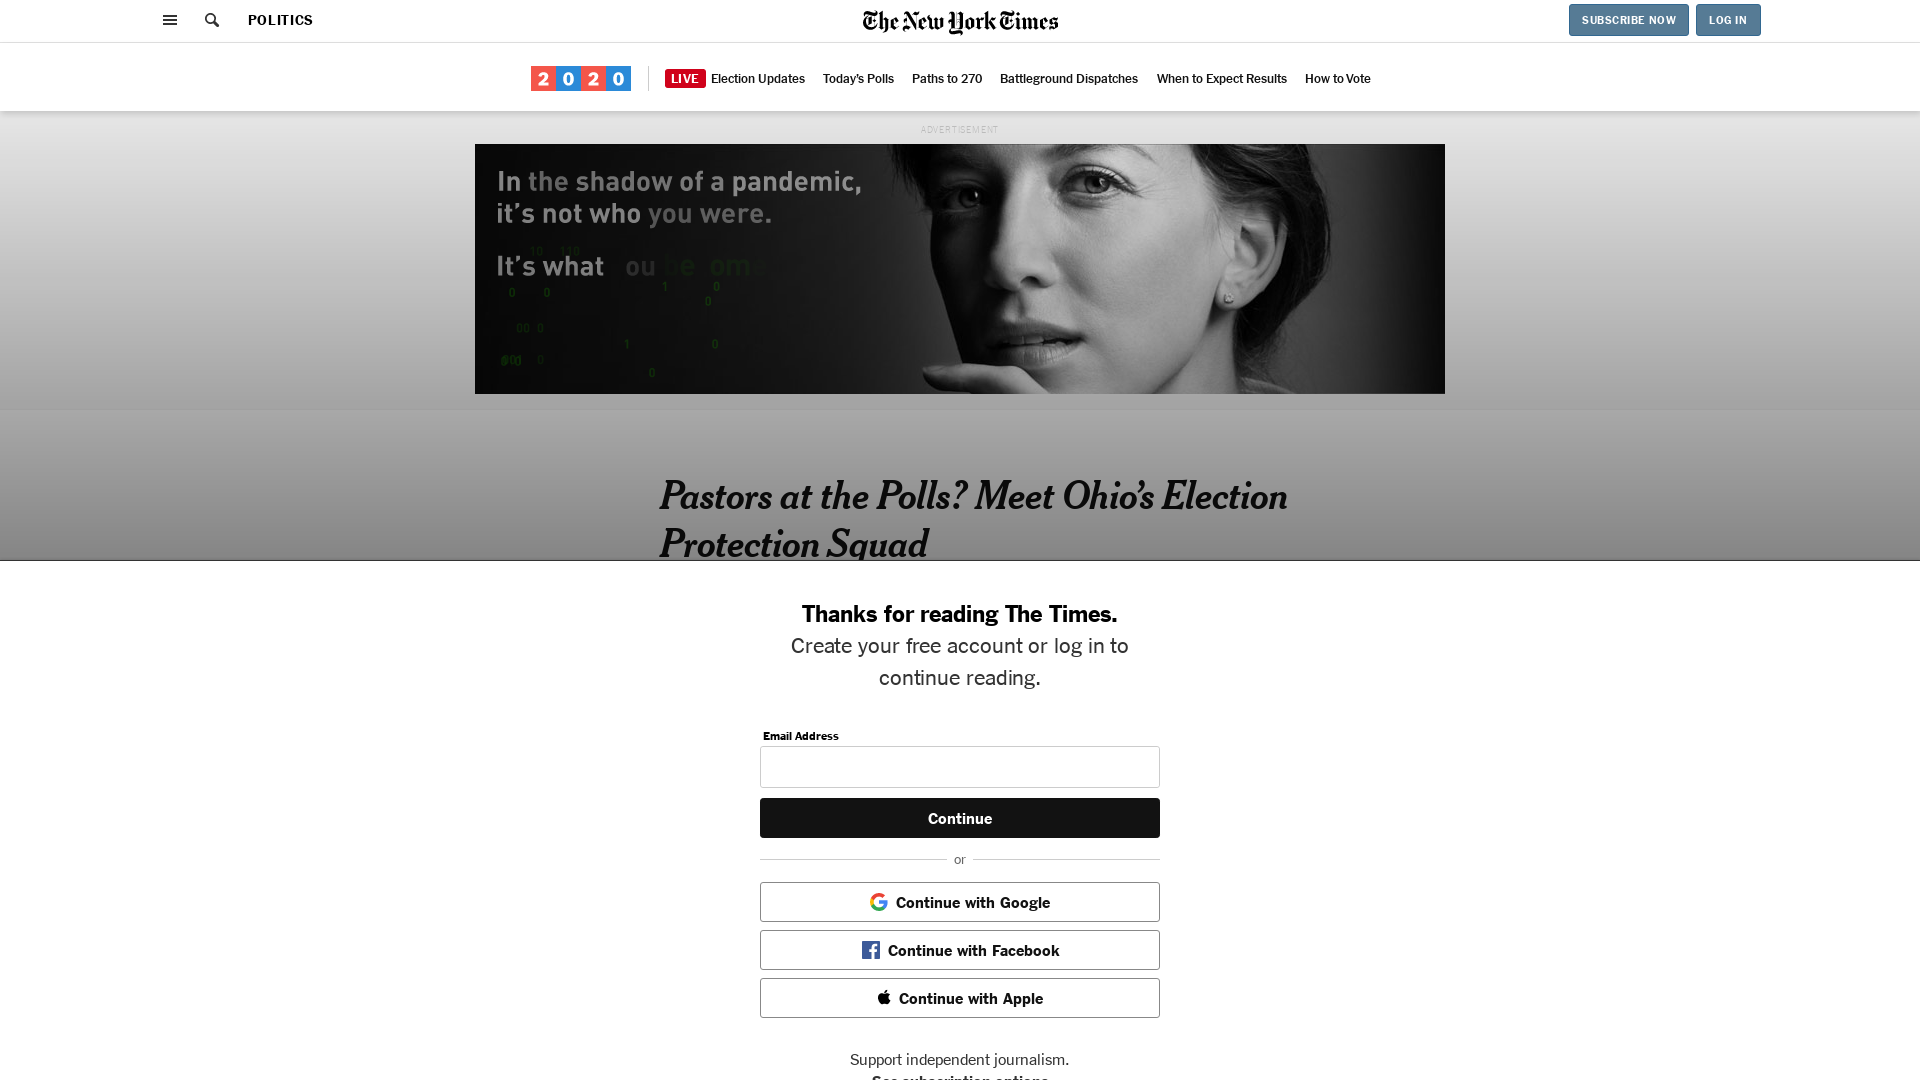 POLITICS
The New York Times
SUBSCRIBE NOW
LOG IN
2020
LIVE Election Updates
Today's Polls
Paths to 270
Battleground Dispatches
When to Expect Results
How to Vote
ADVERTISEMENT
In the shadow of a pandemic,
it's not who you were.
It's what
Pastors at the Polls? Meet Ohio's Election
Protection Squad
Thanks for reading The Times.
Create your free account or log in to
continue reading.
Email Address
Continue
or
Continue with Google
Continue with Facebook
Continue with Apple
Support independent journalism.
See subscription options